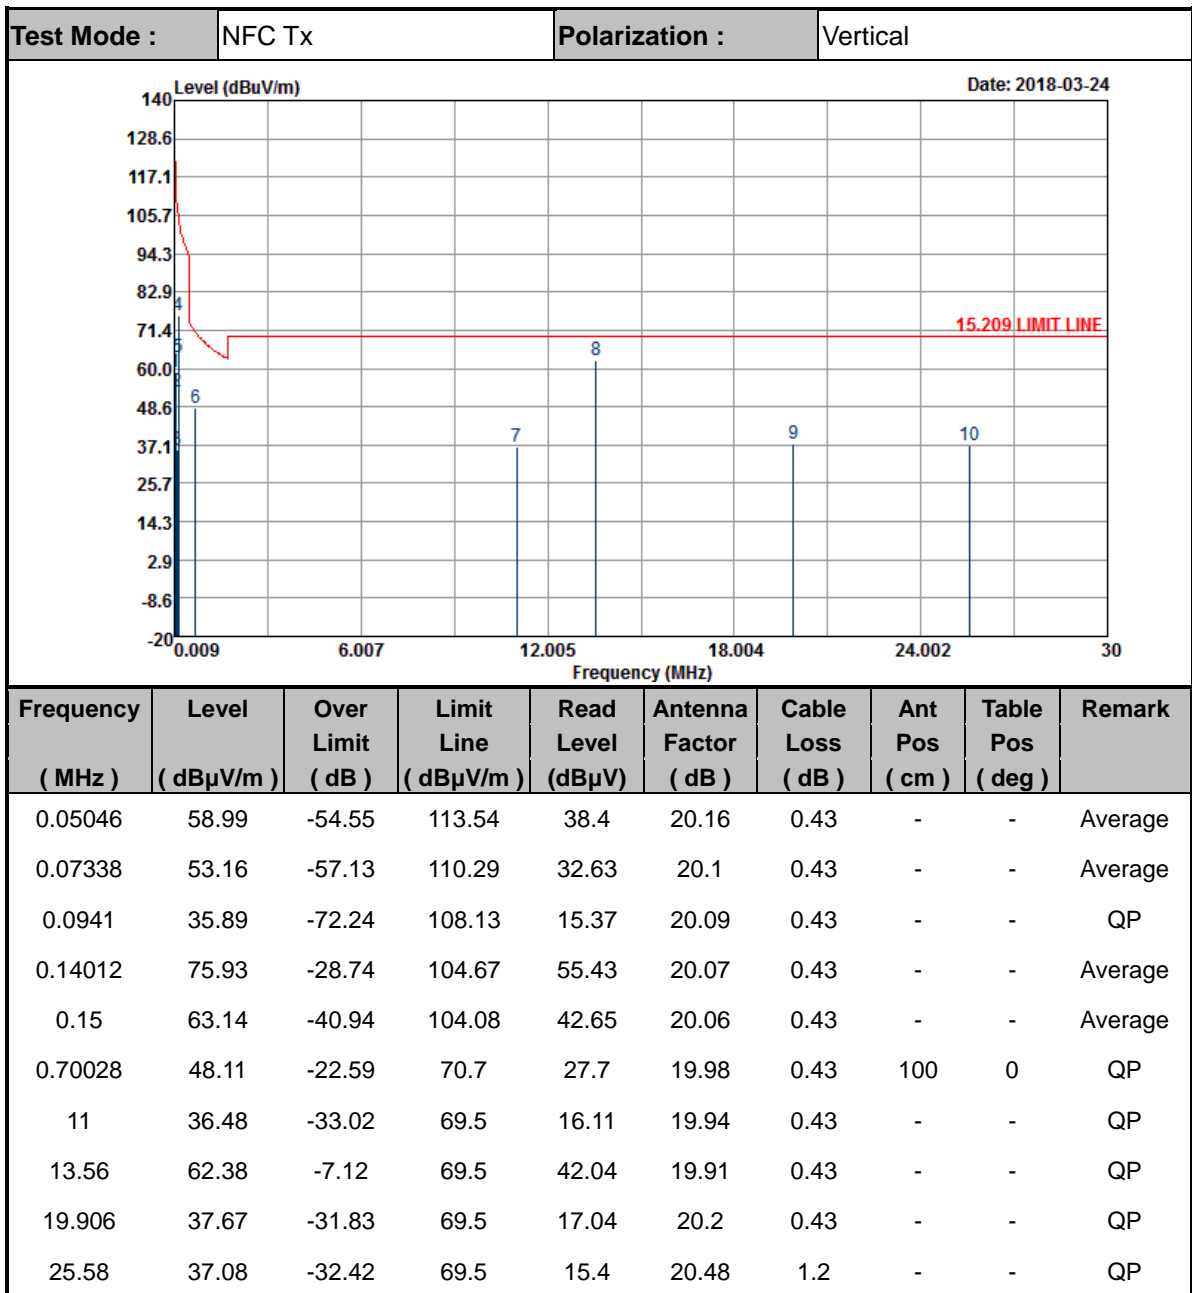 Test Mode : NFC Tx Polarization : Vertical
Level (dBuV/m) Date: 2018-03-24
140
128.6
117.1
105.7
94.3
82.9
4
71.4 15.209 LIMIT LINE
5 8
60.0
2
48.6 6
37.1 3 7 9 10
25.7
14.3
2.9
-8.6
-20
0.009 6.007 12.005 18.004 24.002 30
Frequency (MHz)
Frequency Level Over Limit Read Antenna Cable Ant Table Remark
Limit Line Level Factor Loss Pos Pos
( MHz ) ( dBµV/m ) ( dB ) ( dBµV/m ) (dBµV) ( dB ) ( dB ) ( cm ) ( deg )
0.05046 58.99 -54.55 113.54 38.4 20.16 0.43 - - Average
0.07338 53.16 -57.13 110.29 32.63 20.1 0.43 - - Average
0.0941 35.89 -72.24 108.13 15.37 20.09 0.43 - - QP
0.14012 75.93 -28.74 104.67 55.43 20.07 0.43 - - Average
0.15 63.14 -40.94 104.08 42.65 20.06 0.43 - - Average
0.70028 48.11 -22.59 70.7 27.7 19.98 0.43 100 0 QP
11 36.48 -33.02 69.5 16.11 19.94 0.43 - - QP
13.56 62.38 -7.12 69.5 42.04 19.91 0.43 - - QP
19.906 37.67 -31.83 69.5 17.04 20.2 0.43 - - QP
25.58 37.08 -32.42 69.5 15.4 20.48 1.2 - - QP